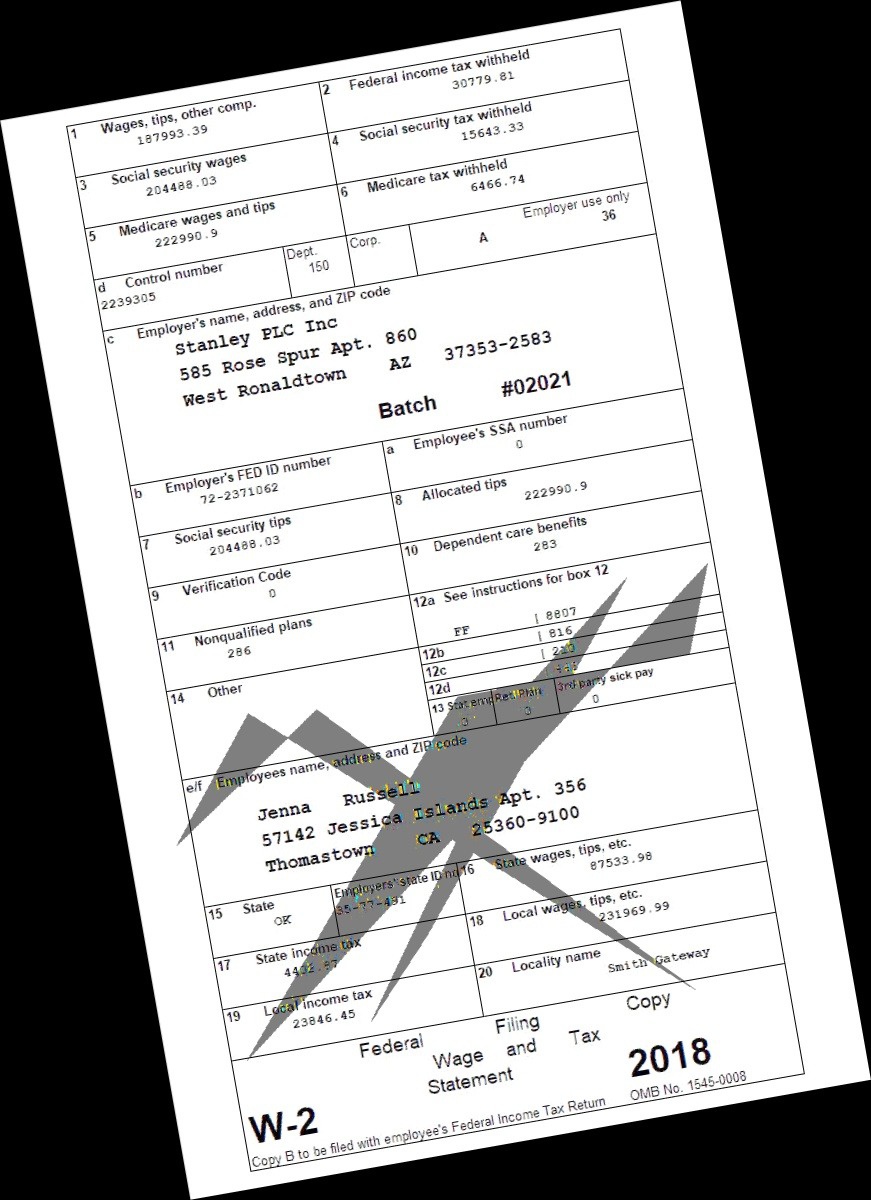 1 Wages, tips, other comp. 2 Federal income tax withheld
187993.39 30779.81
3 Social security wages 4 Social security tax withheld
204488.03 15643.33
5 Medicare wages and tips 6 Medicare tax withheld
222990.9 6466.74
d Control number Dept. Corp. Employer use only
2239305 150 A 36
c Employer's name, address, and ZIP code
Stanley PLC Inc
585 Rose Spur Apt. 860
West Ronaldtown AZ 37353-2583
Batch #02021
b Employer's FED ID number a Employee's SSA number
72-2371062 0
7 Social security tips 8 Allocated tips
204488.03 222990.9
9 Verification Code 10 Dependent care benefits
0 283
11 Nonqualified plans 12a See instructions for box 12
286 FF | 8807
14 Other 12b | 816
12c
12d
13 Stat emp Ret. Plan 3rd party sick pay
0
e/f Employees name, address and ZIP code
Jenna Russell
57142 Jessica Islands Apt. 356
Thomastown CA 25360-9100
15 State Employers' state ID no 16 State wages, tips, etc.
OK 87533.98
17 State income tax 18 Local wages, tips, etc.
231969.99
19 Local income tax 20 Locality name
23846.45 Smith Gateway
Federal Filing Copy
Wage and Tax
Statement 2018
W-2 OMB No. 1545-0008
Copy B to be filed with employee's Federal Income Tax Return